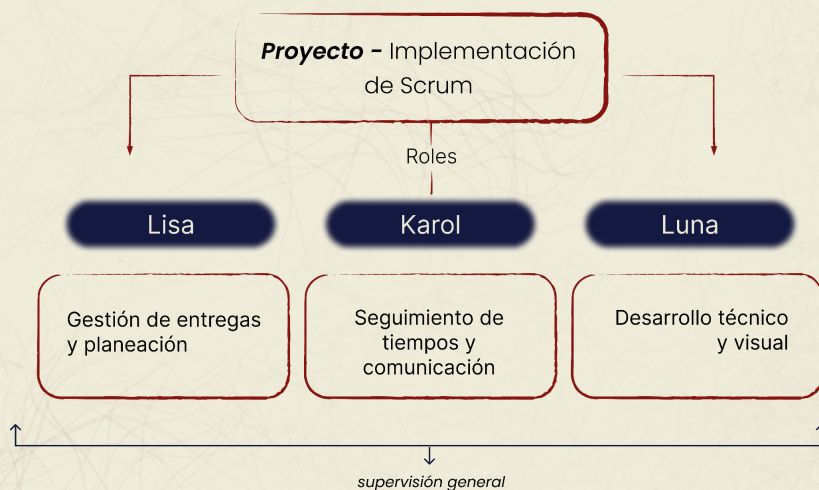 Proyecto - Implementación
de Scrum
Roles
Lisa
Karol
Luna
Gestión de entregas
y planeación
Seguimiento de
tiempos y
comunicación
Desarrollo técnico
y visual
supervisión general